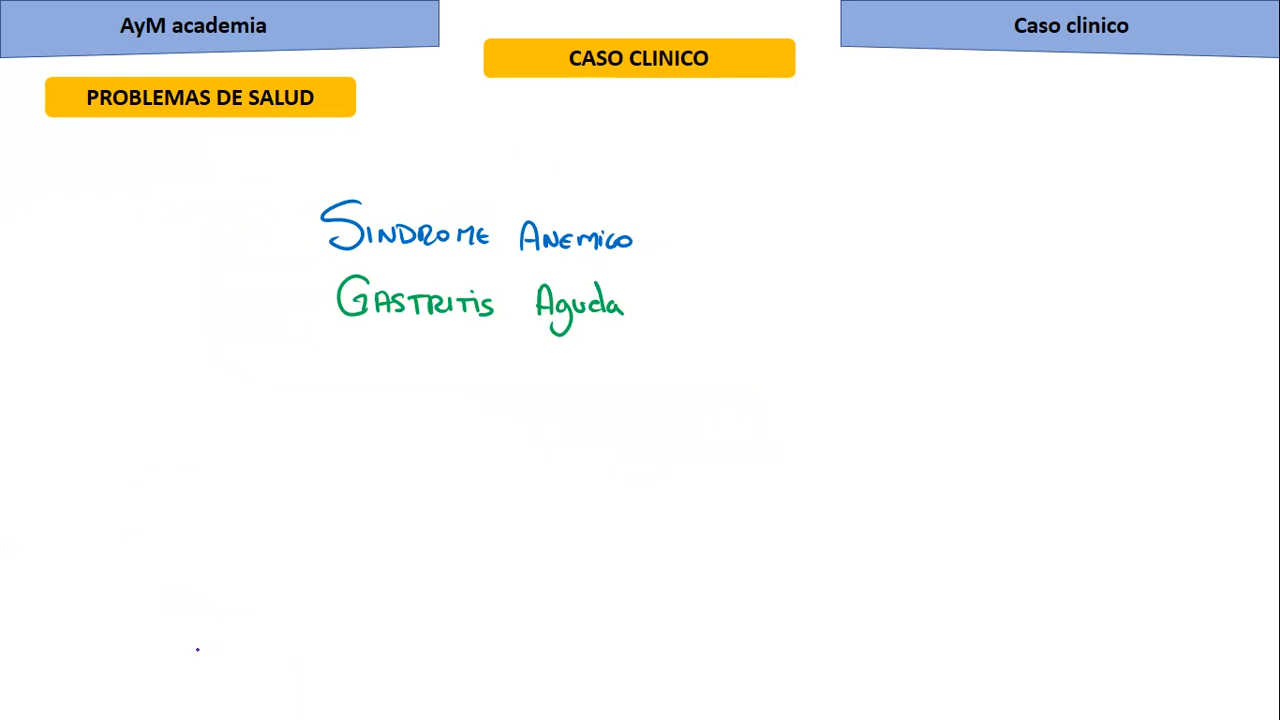 AyM academia
Caso clinico
CASO CLINICO
PROBLEMAS DE SALUD
SINDROME ANEMICO
GASTRITIS Aguda